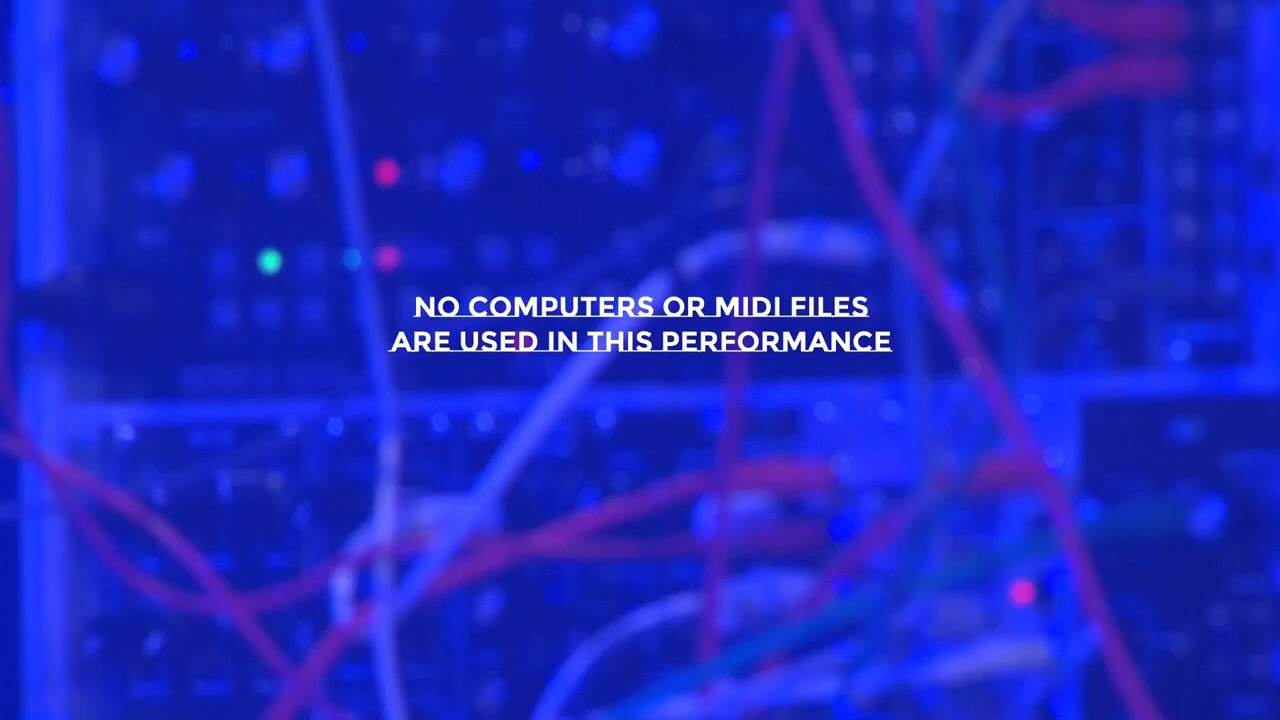 NO COMPUTERS OR MIDI FILES
ARE USED IN THIS PERFORMANCE